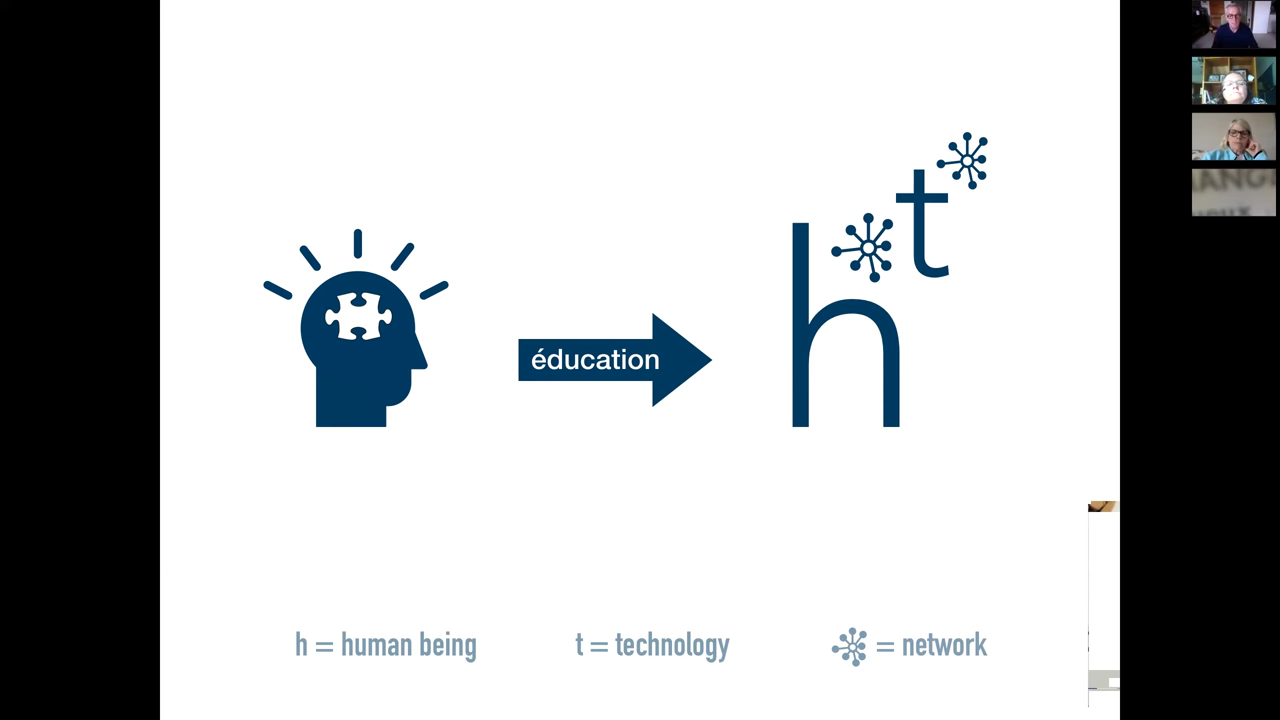 t
h
éducation
h = human being
t = technology
= network